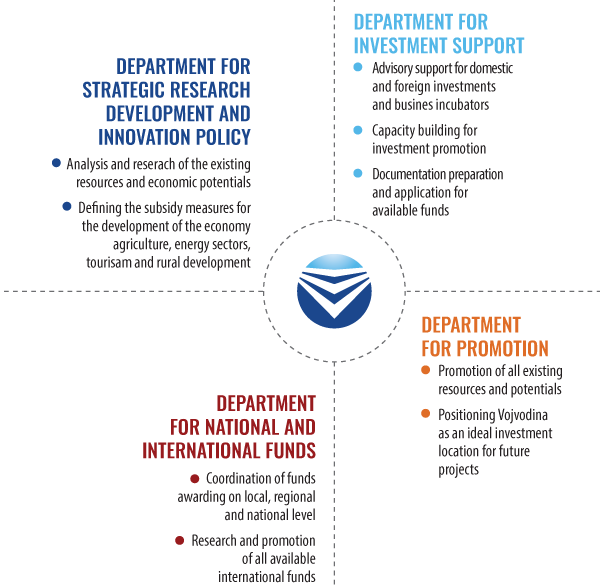 DEPARTMENT FOR
STRATEGIC RESEARCH
DEVELOPMENT AND
INNOVATION POLICY
Analysis and reserach of the existing
resources and economic potentials
Defining the subsidy measures for
the development of the economy
agriculture, energy sectors,
tourisam and rural development
DEPARTMENT FOR
INVESTMENT SUPPORT
Advisory support for domestic
and foreign investments
and busines incubators
Capacity building for
investment promotion
Documentation preparation
and application for
available funds
DEPARTMENT
FOR NATIONAL AND
INTERNATIONAL FUNDS
Coordination of funds
awarding on local, regional
and national level
Research and promotion
of all available
international funds
DEPARTMENT
FOR PROMOTION
Promotion of all existing
resources and potentials
Positioning Vojvodina
as an ideal investment
location for future
projects